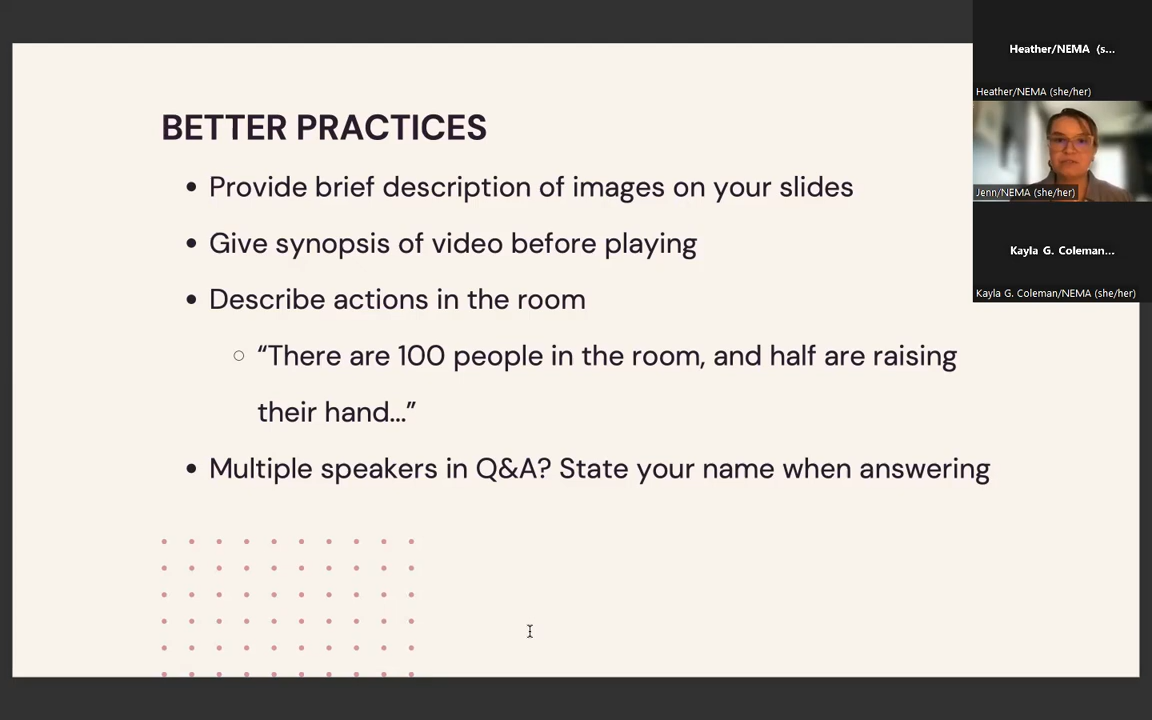 BETTER PRACTICES
• Provide brief description of images on your slides
• Give synopsis of video before playing
• Describe actions in the room
○ “There are 100 people in the room, and half are raising
their hand...”
• Multiple speakers in Q&A? State your name when answering
Heather/NEMA (s...
Heather/NEMA (she/her)
Jenn/NEMA (she/her)
Kayla G. Coleman...
Kayla G. Coleman/NEMA (she/her)